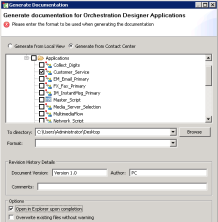 Generate Documentation
Generate documentation for Orchestration Designer Applications
Please enter the format to be used when generating the documentation
Generate from Local View
Generate from Contact Center
Applications
Collect_Digits
Customer_Service
EM_Email_Primary
FX_Fax_Primary
IM_InstantMsg_Primary
Master_Script
Media_Server_Selection
MultimediaFlow
Network_Script
To directory: C:\Users\Administrator\Desktop
Browse
Format:
Revision History Details
Document Version: Version 1.0
Author: PC
Comments:
Options
Open in Explorer upon completion
Overwrite existing files without warning